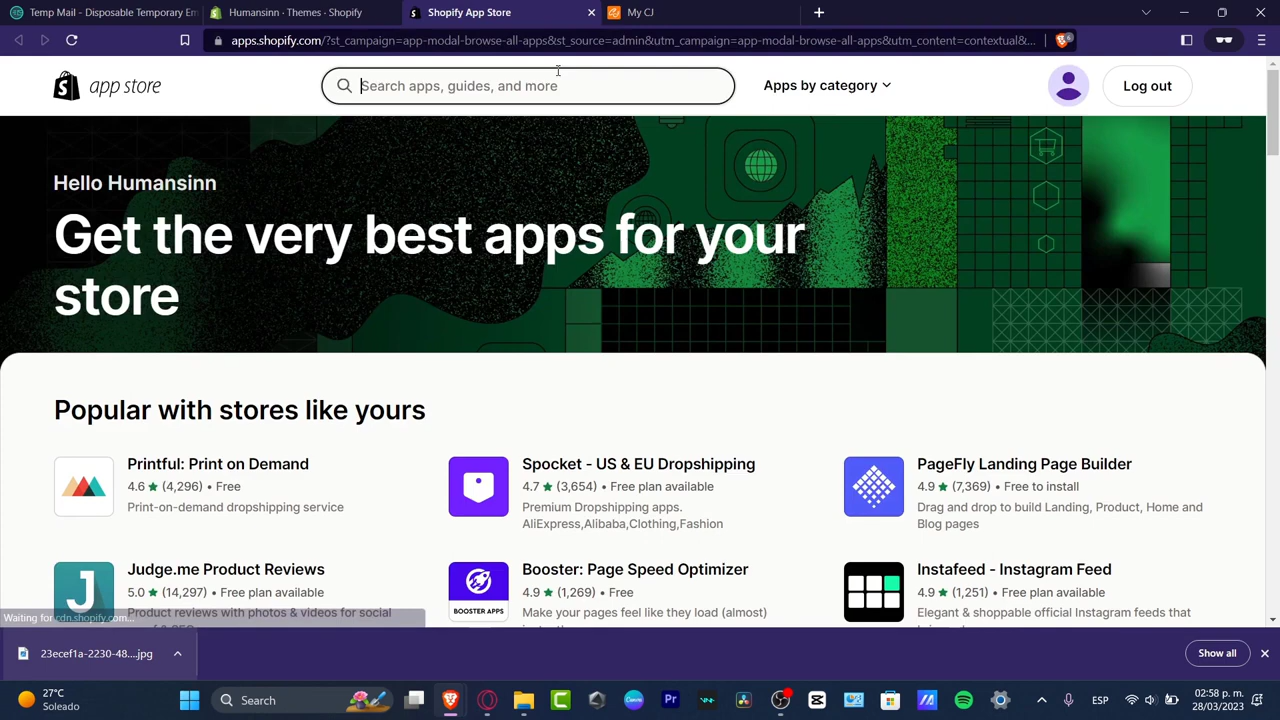 Temp Mail - Disposable Temporary Em
Humansinn · Themes · Shopify
Shopify App Store
My CJ
apps.shopify.com/?st_campaign=app-modal-browse-all-apps&st_source=admin&utm_campaign=app-modal-browse-all-apps&utm_content=contextual&...
6
app store
Search apps, guides, and more
Apps by category
Log out
Hello Humansinn
Get the very best apps for your
store
Popular with stores like yours
Printful: Print on Demand
4.6 ★ (4,296) • Free
Print-on-demand dropshipping service
Spocket - US & EU Dropshipping
4.7 ★ (3,654) • Free plan available
Premium Dropshipping apps.
AliExpress,Alibaba,Clothing,Fashion
PageFly Landing Page Builder
4.9 ★ (7,369) • Free to install
Drag and drop to build Landing, Product, Home and
Blog pages
J
Judge.me Product Reviews
5.0 ★ (14,297) • Free plan available
Product reviews with photos & videos for social
BOOSTER APPS
Booster: Page Speed Optimizer
4.9 ★ (1,269) • Free
Make your pages feel like they load (almost)
Instafeed - Instagram Feed
4.9 ★ (1,251) • Free plan available
Elegant & shoppable official Instagram feeds that
Waiting for cdn.shopify.com...
23ecef1a-2230-48....jpg
Show all
27°C
Soleado
Search
Canva
Pr
ESP
02:58 p. m.
28/03/2023